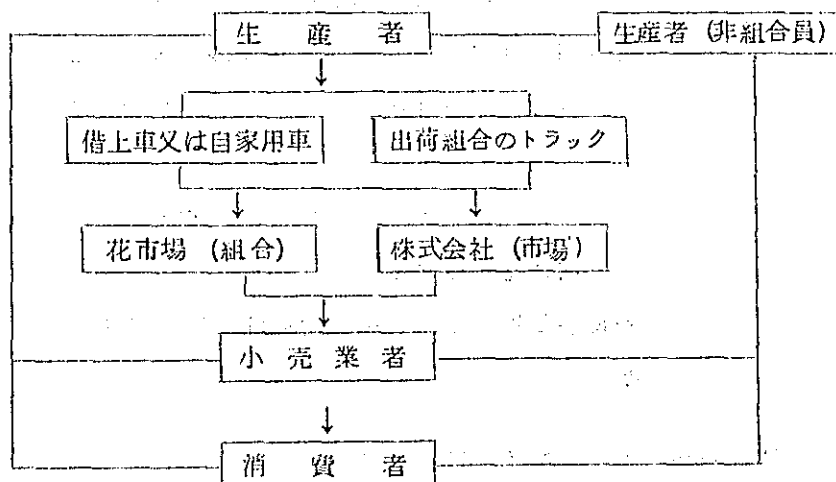 生産者 生産者(非組合員)
↓
借上車又は自家用車 出荷組合のトラック
↓ ↓
花市場(組合) 株式会社(市場)
↓
小売業者
↓
消費者